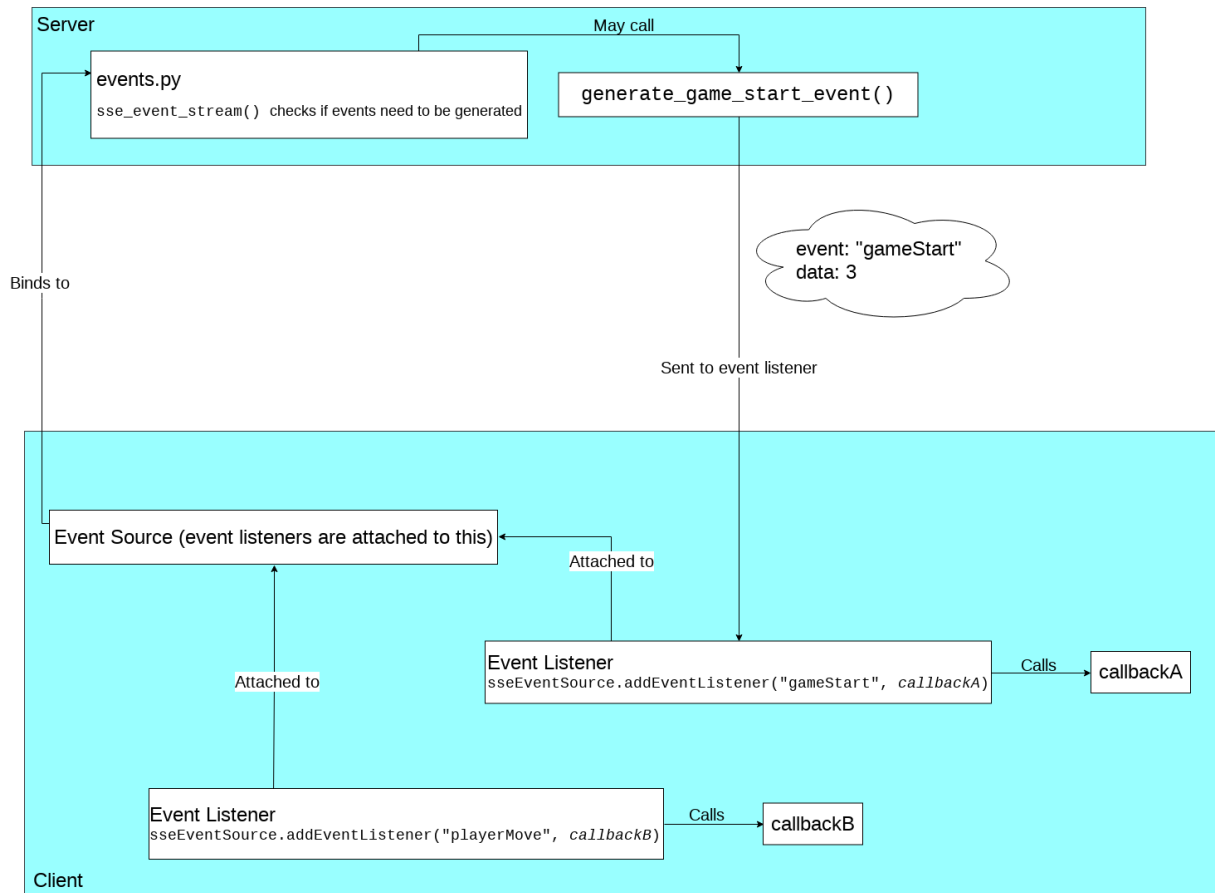 Server
May call
events.py
sse_event_stream() checks if events need to be generated
generate_game_start_event()
event: "gameStart"
data: 3
Binds to
Sent to event listener
Event Source (event listeners are attached to this)
Attached to
Event Listener
sseEventSource.addEventListener("gameStart", callbackA)
Calls
callbackA
Attached to
Event Listener
sseEventSource.addEventListener("playerMove", callbackB)
Calls
callbackB
Client